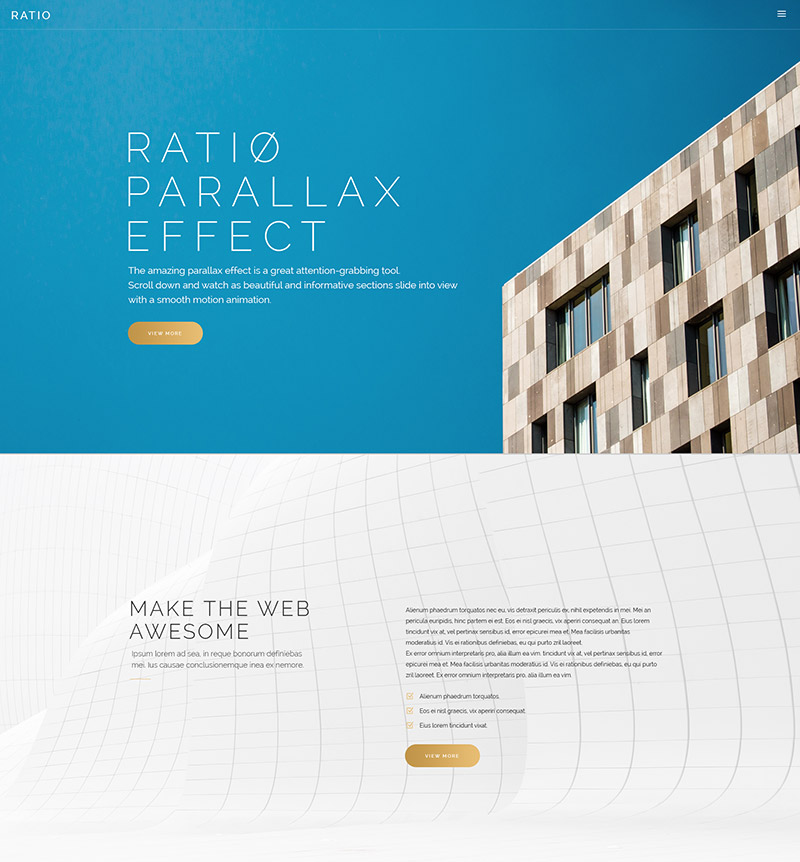 RATIO
RATIØ
PARALLAX
EFFECT
The amazing parallax effect is a great attention-grabbing tool.
Scroll down and watch as beautiful and informative sections slide into view
with a smooth motion animation.
VIEW MORE
MAKE THE WEB
AWESOME
Ipsum lorem ad sea, in reque bonorum definiebas
mei. Ius causae conclusionemque inea ex nemore.
Alienum phaedrum torquatos nec eu, vis detraxit periculis ex, nihil expetendis in mei. Mei an
pericula euripidis, hinc partem ei est. Eos ei nisl graecis, vix aperiri consequat an. Eius lorem
tincidunt vix at, vel pertinax sensibus id, error epicurei mea et. Mea facilisis urbanitas
moderatius id. Vis ei rationibus definiebas, eu qui purto zril laoreet.
Ex error omnium interpretaris pro, alia illum ea vim. tincidunt vix at, vel pertinax sensibus id, error
epicurei mea et. Mea facilisis urbanitas moderatius id. Vis ei rationibus definiebas, eu qui purto
zril laoreet. Ex error omnium interpretaris pro, alia illum ea vim.
Alienum phaedrum torquatos.
Eos ei nisl graecis, vix aperiri consequat.
Eius lorem tincidunt vixat.
VIEW MORE